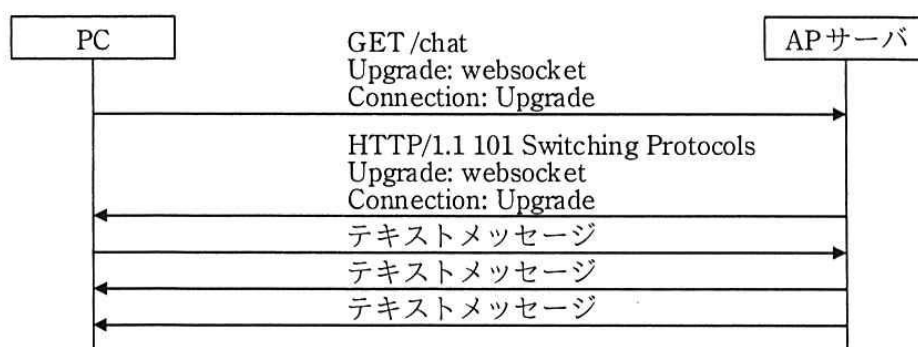 PC
APサーバ
GET /chat
Upgrade: websocket
Connection: Upgrade
HTTP/1.1 101 Switching Protocols
Upgrade: websocket
Connection: Upgrade
テキストメッセージ
テキストメッセージ
テキストメッセージ